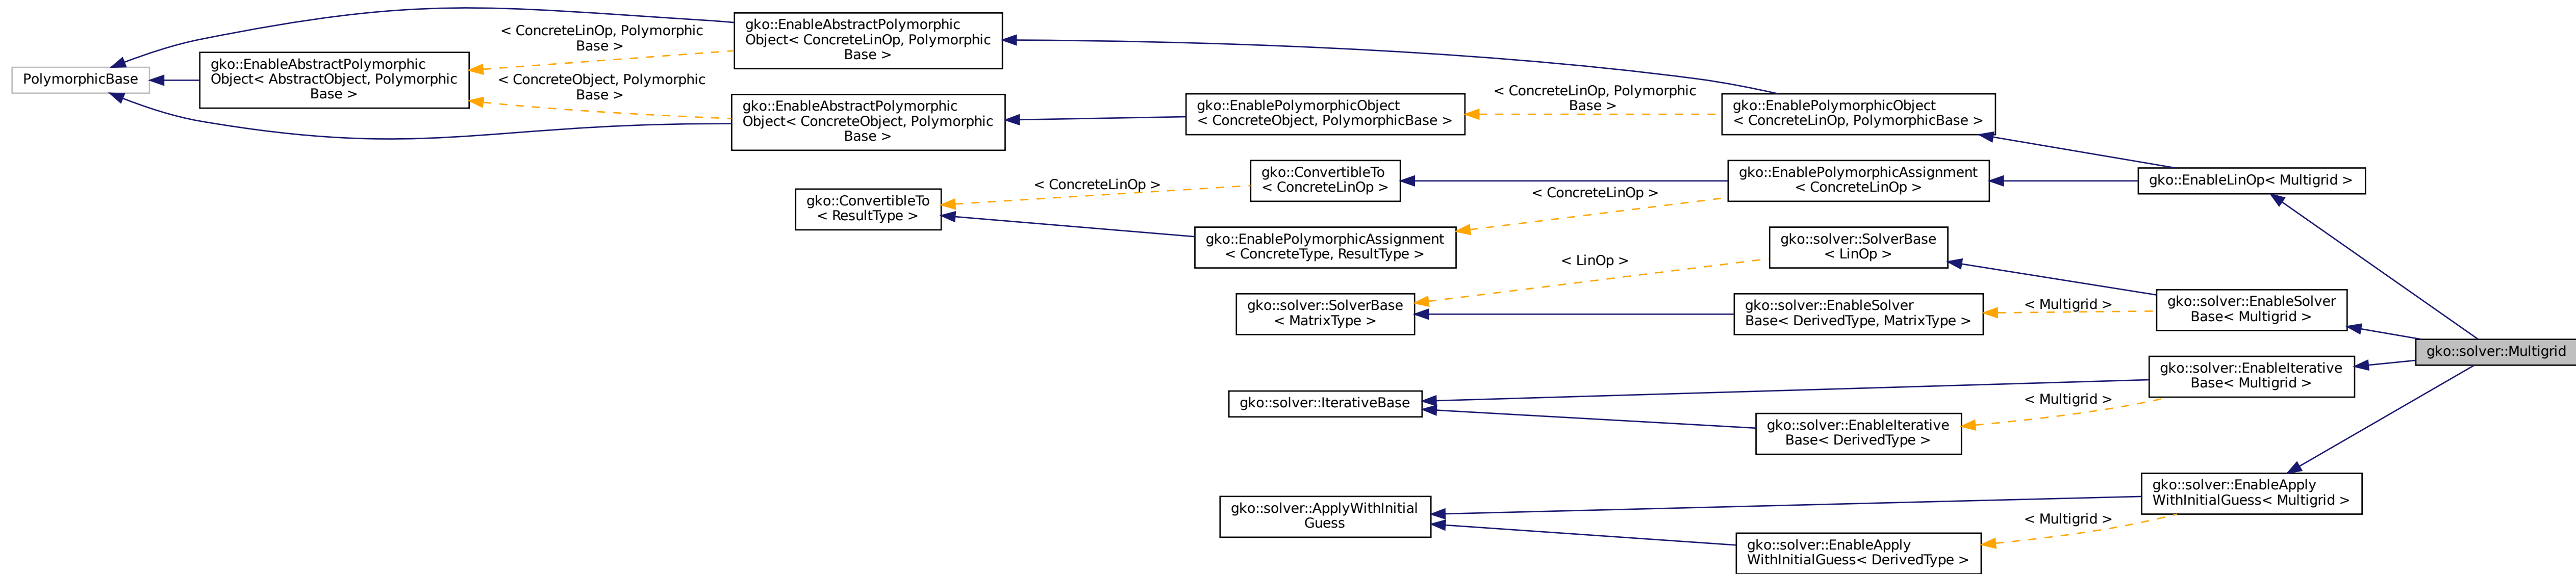 PolymorphicBase
gko::EnableAbstractPolymorphic
Object< AbstractObject, Polymorphic
Base >
< ConcreteLinOp, Polymorphic
Base >
< ConcreteObject, Polymorphic
Base >
gko::EnableAbstractPolymorphic
Object< ConcreteLinOp, Polymorphic
Base >
gko::EnableAbstractPolymorphic
Object< ConcreteObject, Polymorphic
Base >
gko::EnablePolymorphicObject
< ConcreteObject, PolymorphicBase >
< ConcreteLinOp, Polymorphic
Base >
gko::EnablePolymorphicObject
< ConcreteLinOp, PolymorphicBase >
gko::ConvertibleTo
< ResultType >
< ConcreteLinOp >
gko::ConvertibleTo
< ConcreteLinOp >
gko::EnablePolymorphicAssignment
< ConcreteType, ResultType >
< ConcreteLinOp >
gko::EnablePolymorphicAssignment
< ConcreteLinOp >
gko::EnableLinOp< Multigrid >
gko::solver::SolverBase
< MatrixType >
< LinOp >
gko::solver::SolverBase
< LinOp >
gko::solver::EnableSolver
Base< DerivedType, MatrixType >
< Multigrid >
gko::solver::EnableSolver
Base< Multigrid >
gko::solver::Multigrid
gko::solver::IterativeBase
gko::solver::EnableIterative
Base< Multigrid >
< Multigrid >
gko::solver::EnableIterative
Base< DerivedType >
gko::solver::ApplyWithInitial
Guess
gko::solver::EnableApply
WithInitialGuess< Multigrid >
< Multigrid >
gko::solver::EnableApply
WithInitialGuess< DerivedType >